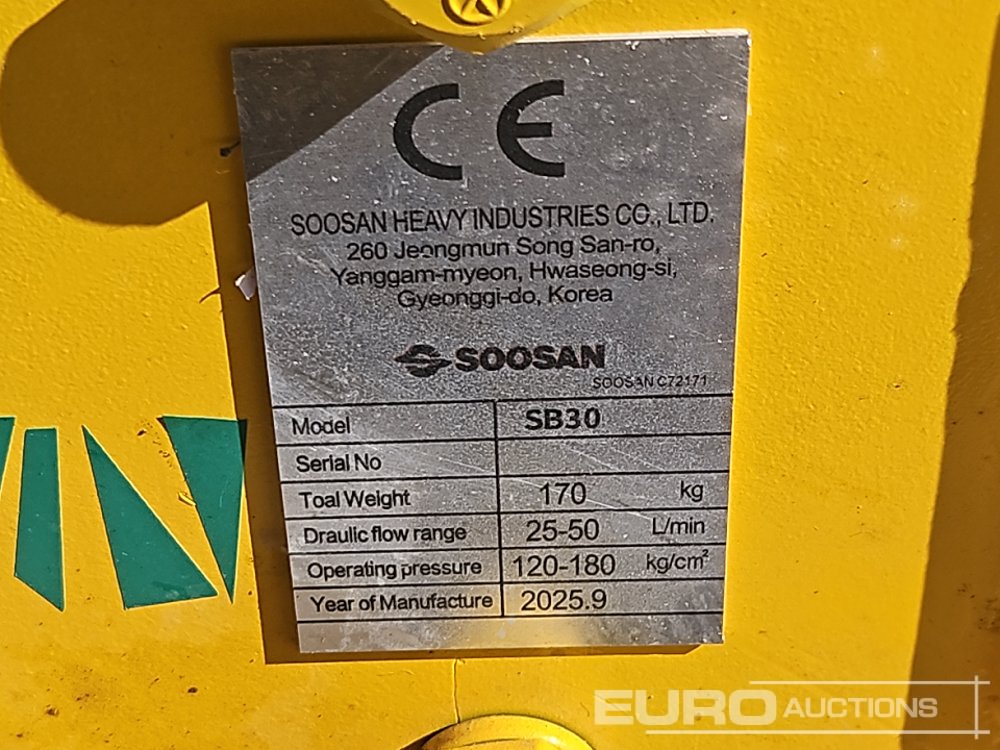 CE
SOOSAN HEAVY INDUSTRIES CO., LTD.
260 Jeongmun Song San-ro,
Yanggam-myeon, Hwaseong-si,
Gyeonggi-do, Korea
SOOSAN
SOOSAN C72171
Model SB30
Serial No
Toal Weight 170 kg
Draulic flow range 25-50 L/min
Operating pressure 120-180 kg/cm²
Year of Manufacture 2025.9
EURO AUCTIONS